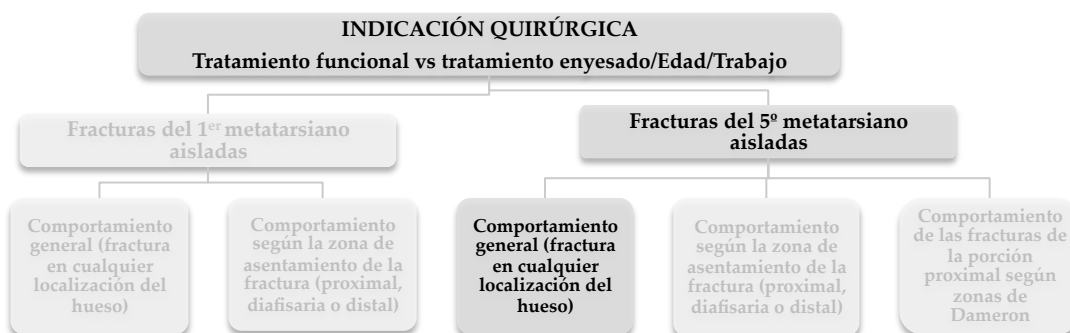 INDICACIÓN QUIRÚRGICA
Tratamiento funcional vs tratamiento enyesado/Edad/Trabajo
Fracturas del 1er metatarsiano
aisladas
Fracturas del 5º metatarsiano
aisladas
Comportamiento
general (fractura
en cualquier
localización del
hueso)
Comportamiento
según la zona de
asentamiento de la
fractura (proximal,
diafisaria o distal)
Comportamiento
general (fractura
en cualquier
localización del
hueso)
Comportamiento
según la zona de
asentamiento de la
fractura (proximal,
diafisaria o distal)
Comportamiento
de las fracturas de
la porción
proximal según
zonas de
Dameron